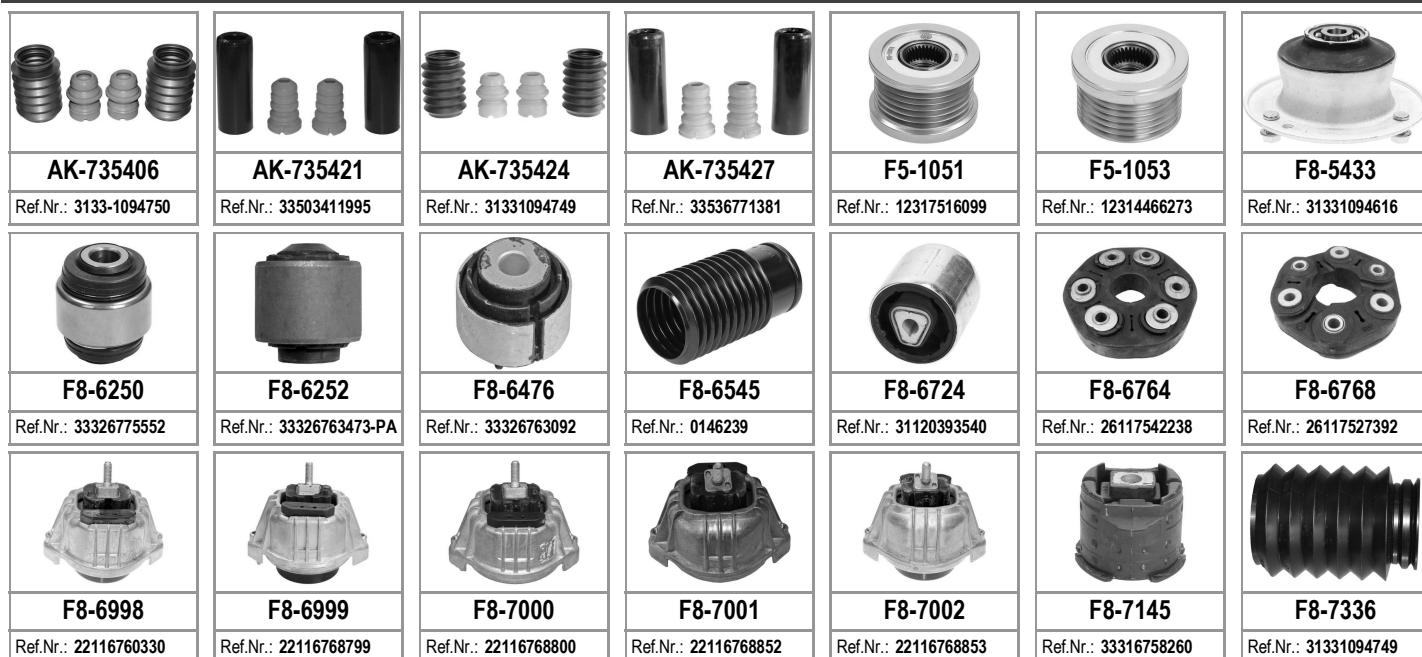 AK-735406 AK-735421 AK-735424 AK-735427 F5-1051 F5-1053 F8-5433
Ref.Nr.: 3133-1094750 Ref.Nr.: 33503411995 Ref.Nr.: 31331094749 Ref.Nr.: 33536771381 Ref.Nr.: 12317516099 Ref.Nr.: 12314466273 Ref.Nr.: 31331094616
F8-6250 F8-6252 F8-6476 F8-6545 F8-6724 F8-6764 F8-6768
Ref.Nr.: 33326775552 Ref.Nr.: 33326763473-PA Ref.Nr.: 33326763092 Ref.Nr.: 0146239 Ref.Nr.: 31120393540 Ref.Nr.: 26117542238 Ref.Nr.: 26117527392
F8-6998 F8-6999 F8-7000 F8-7001 F8-7002 F8-7145 F8-7336
Ref.Nr.: 22116760330 Ref.Nr.: 22116768799 Ref.Nr.: 22116768800 Ref.Nr.: 22116768852 Ref.Nr.: 22116768853 Ref.Nr.: 33316758260 Ref.Nr.: 31331094749